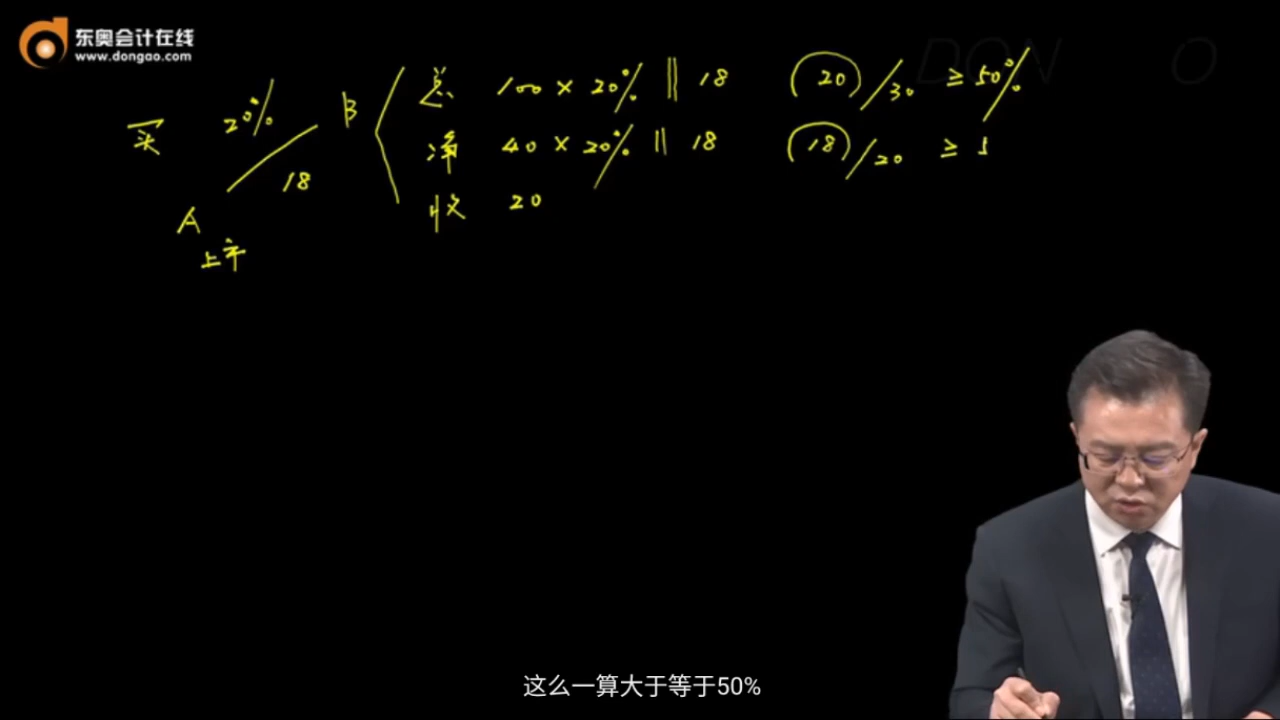 东奥会计在线
www.dongao.com
DON O
总 100 × 20% || 18 (20)/30 ≥ 50%
买 20% B
净 40 × 20% || 18 (18)/20 ≥ 5
18
收 20
A
上市
这么一算大于等于50%